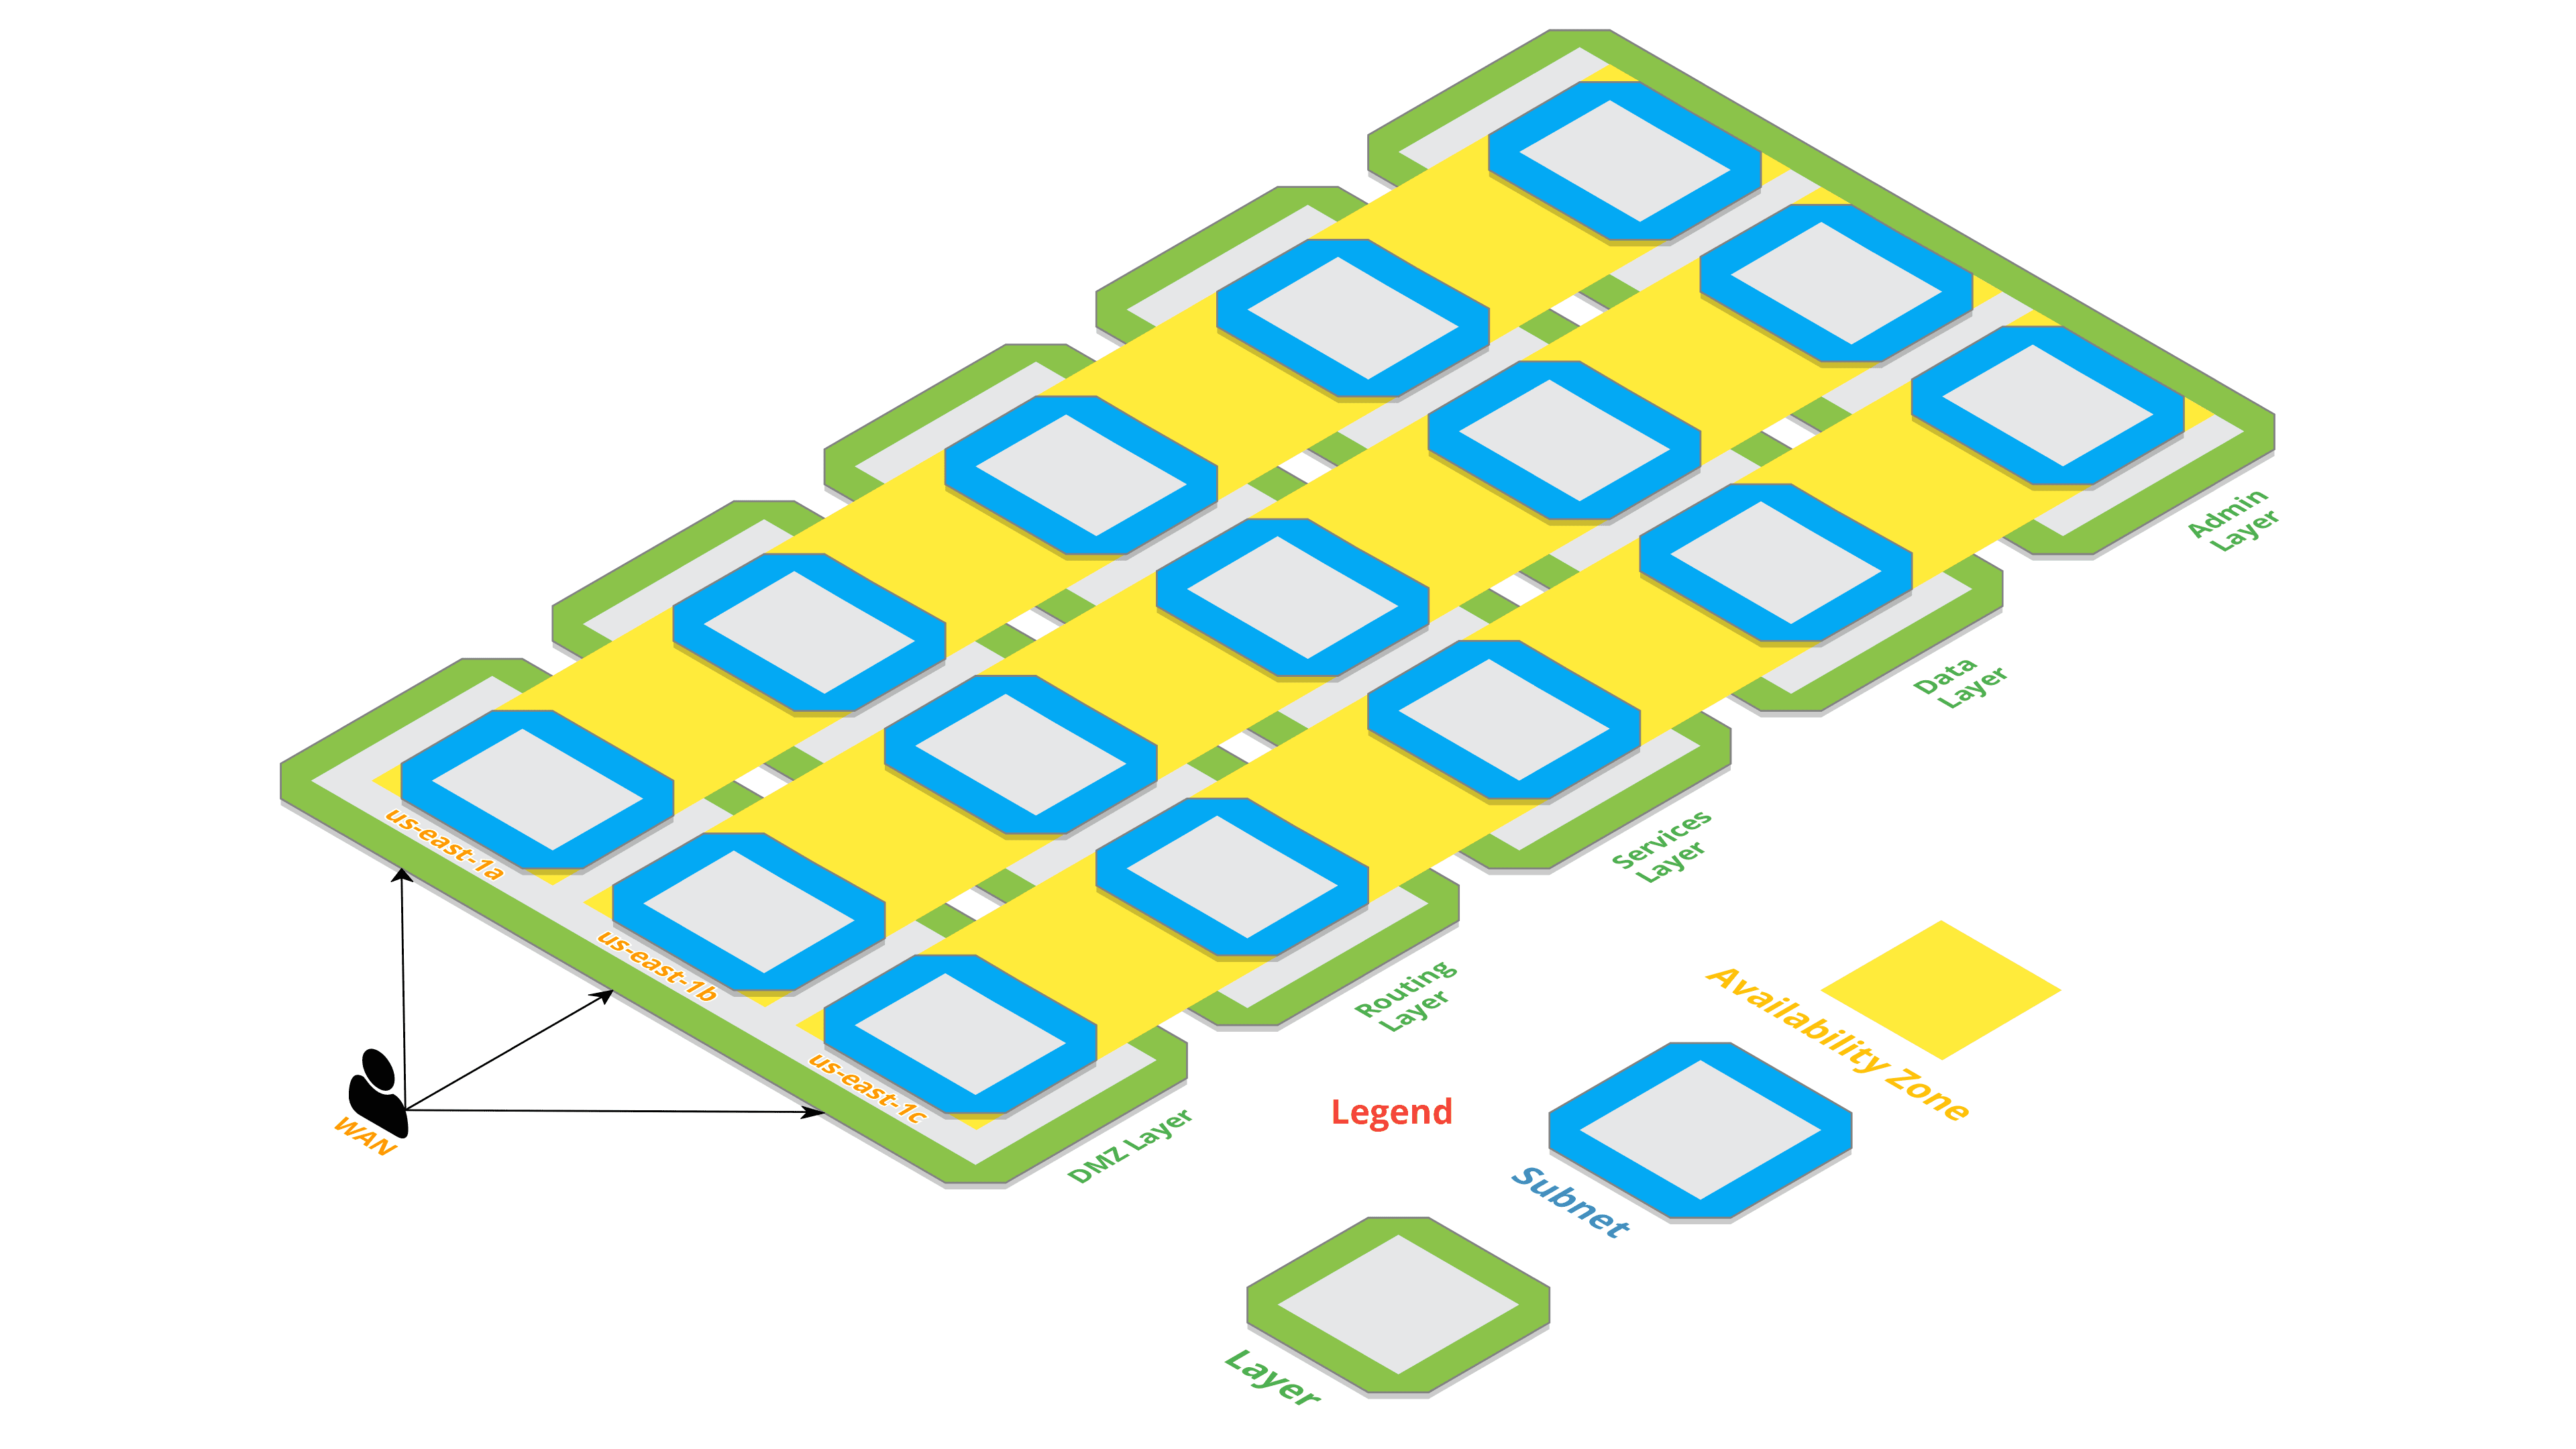 Admin
Layer
Data
Layer
Services
Layer
Routing
Layer
DMZ Layer
us-east-1a
us-east-1b
us-east-1c
WAN
Legend
Availability Zone
Subnet
Layer